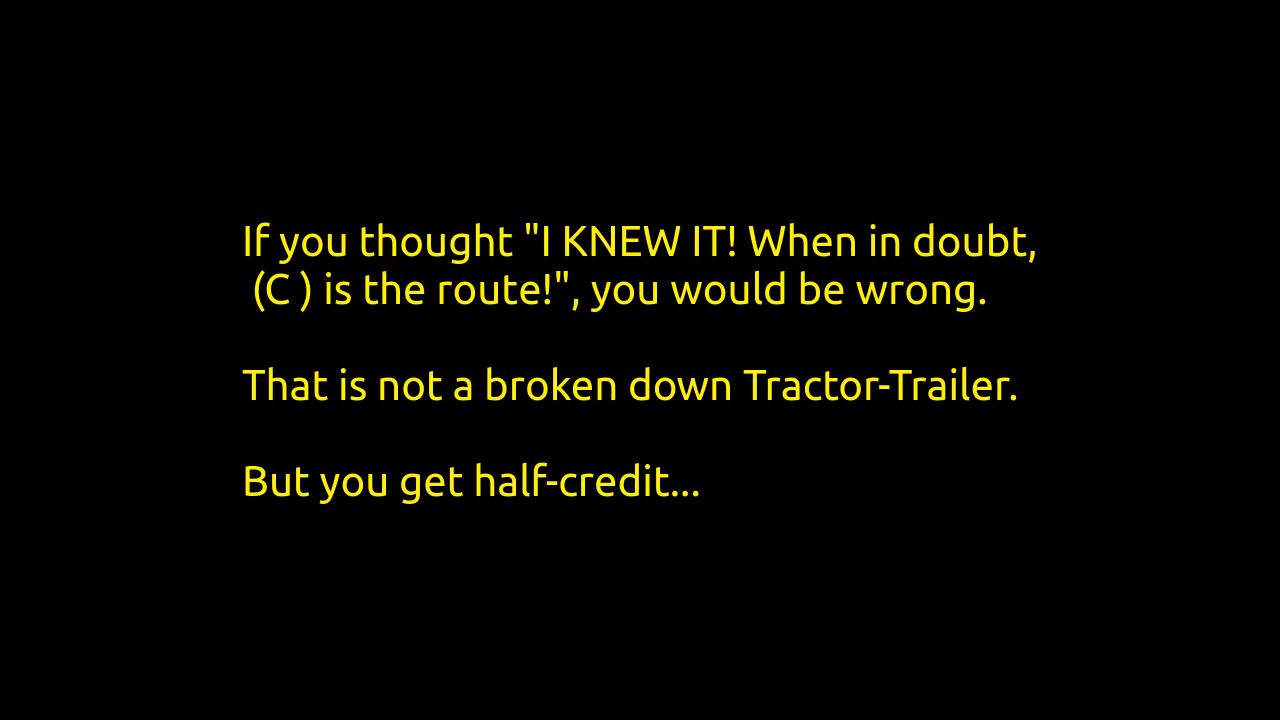 If you thought "I KNEW IT! When in doubt,
(C ) is the route!", you would be wrong.
That is not a broken down Tractor-Trailer.
But you get half-credit...